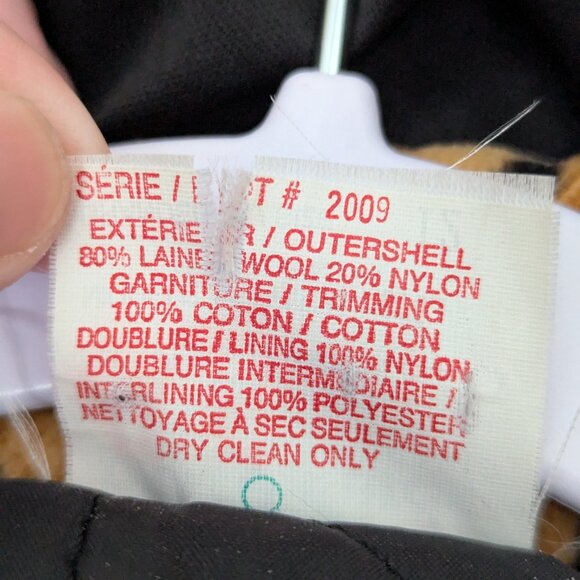 SÉRIE / # 2009
/ OUTERSHELL
80% LAINE WOOL 20% NYLON
GARNITURE / TRIMMING
100% COTON / COTTON
DOUBLURE / LINING 100% NYLON
DOUBLURE INTERMÉDIAIRE /
INTERLINING 100% POLYESTER
NETTOYAGE À SEC SEULEMENT
DRY CLEAN ONLY